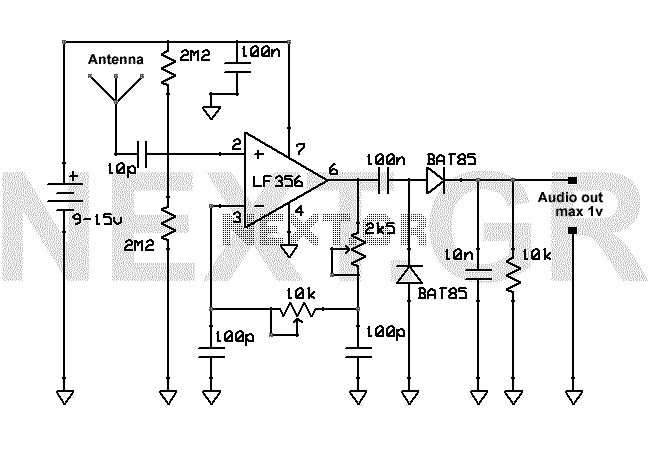 Antenna
2M2
100n
7
2
+
10p
LF356
6
100n
BAT85
+
9-15v
-
3
4
NEXT.GR
NEXT.GR
2k5
Audio out
max 1v
2M2
10n
10k
BAT85
10k
100p
100p